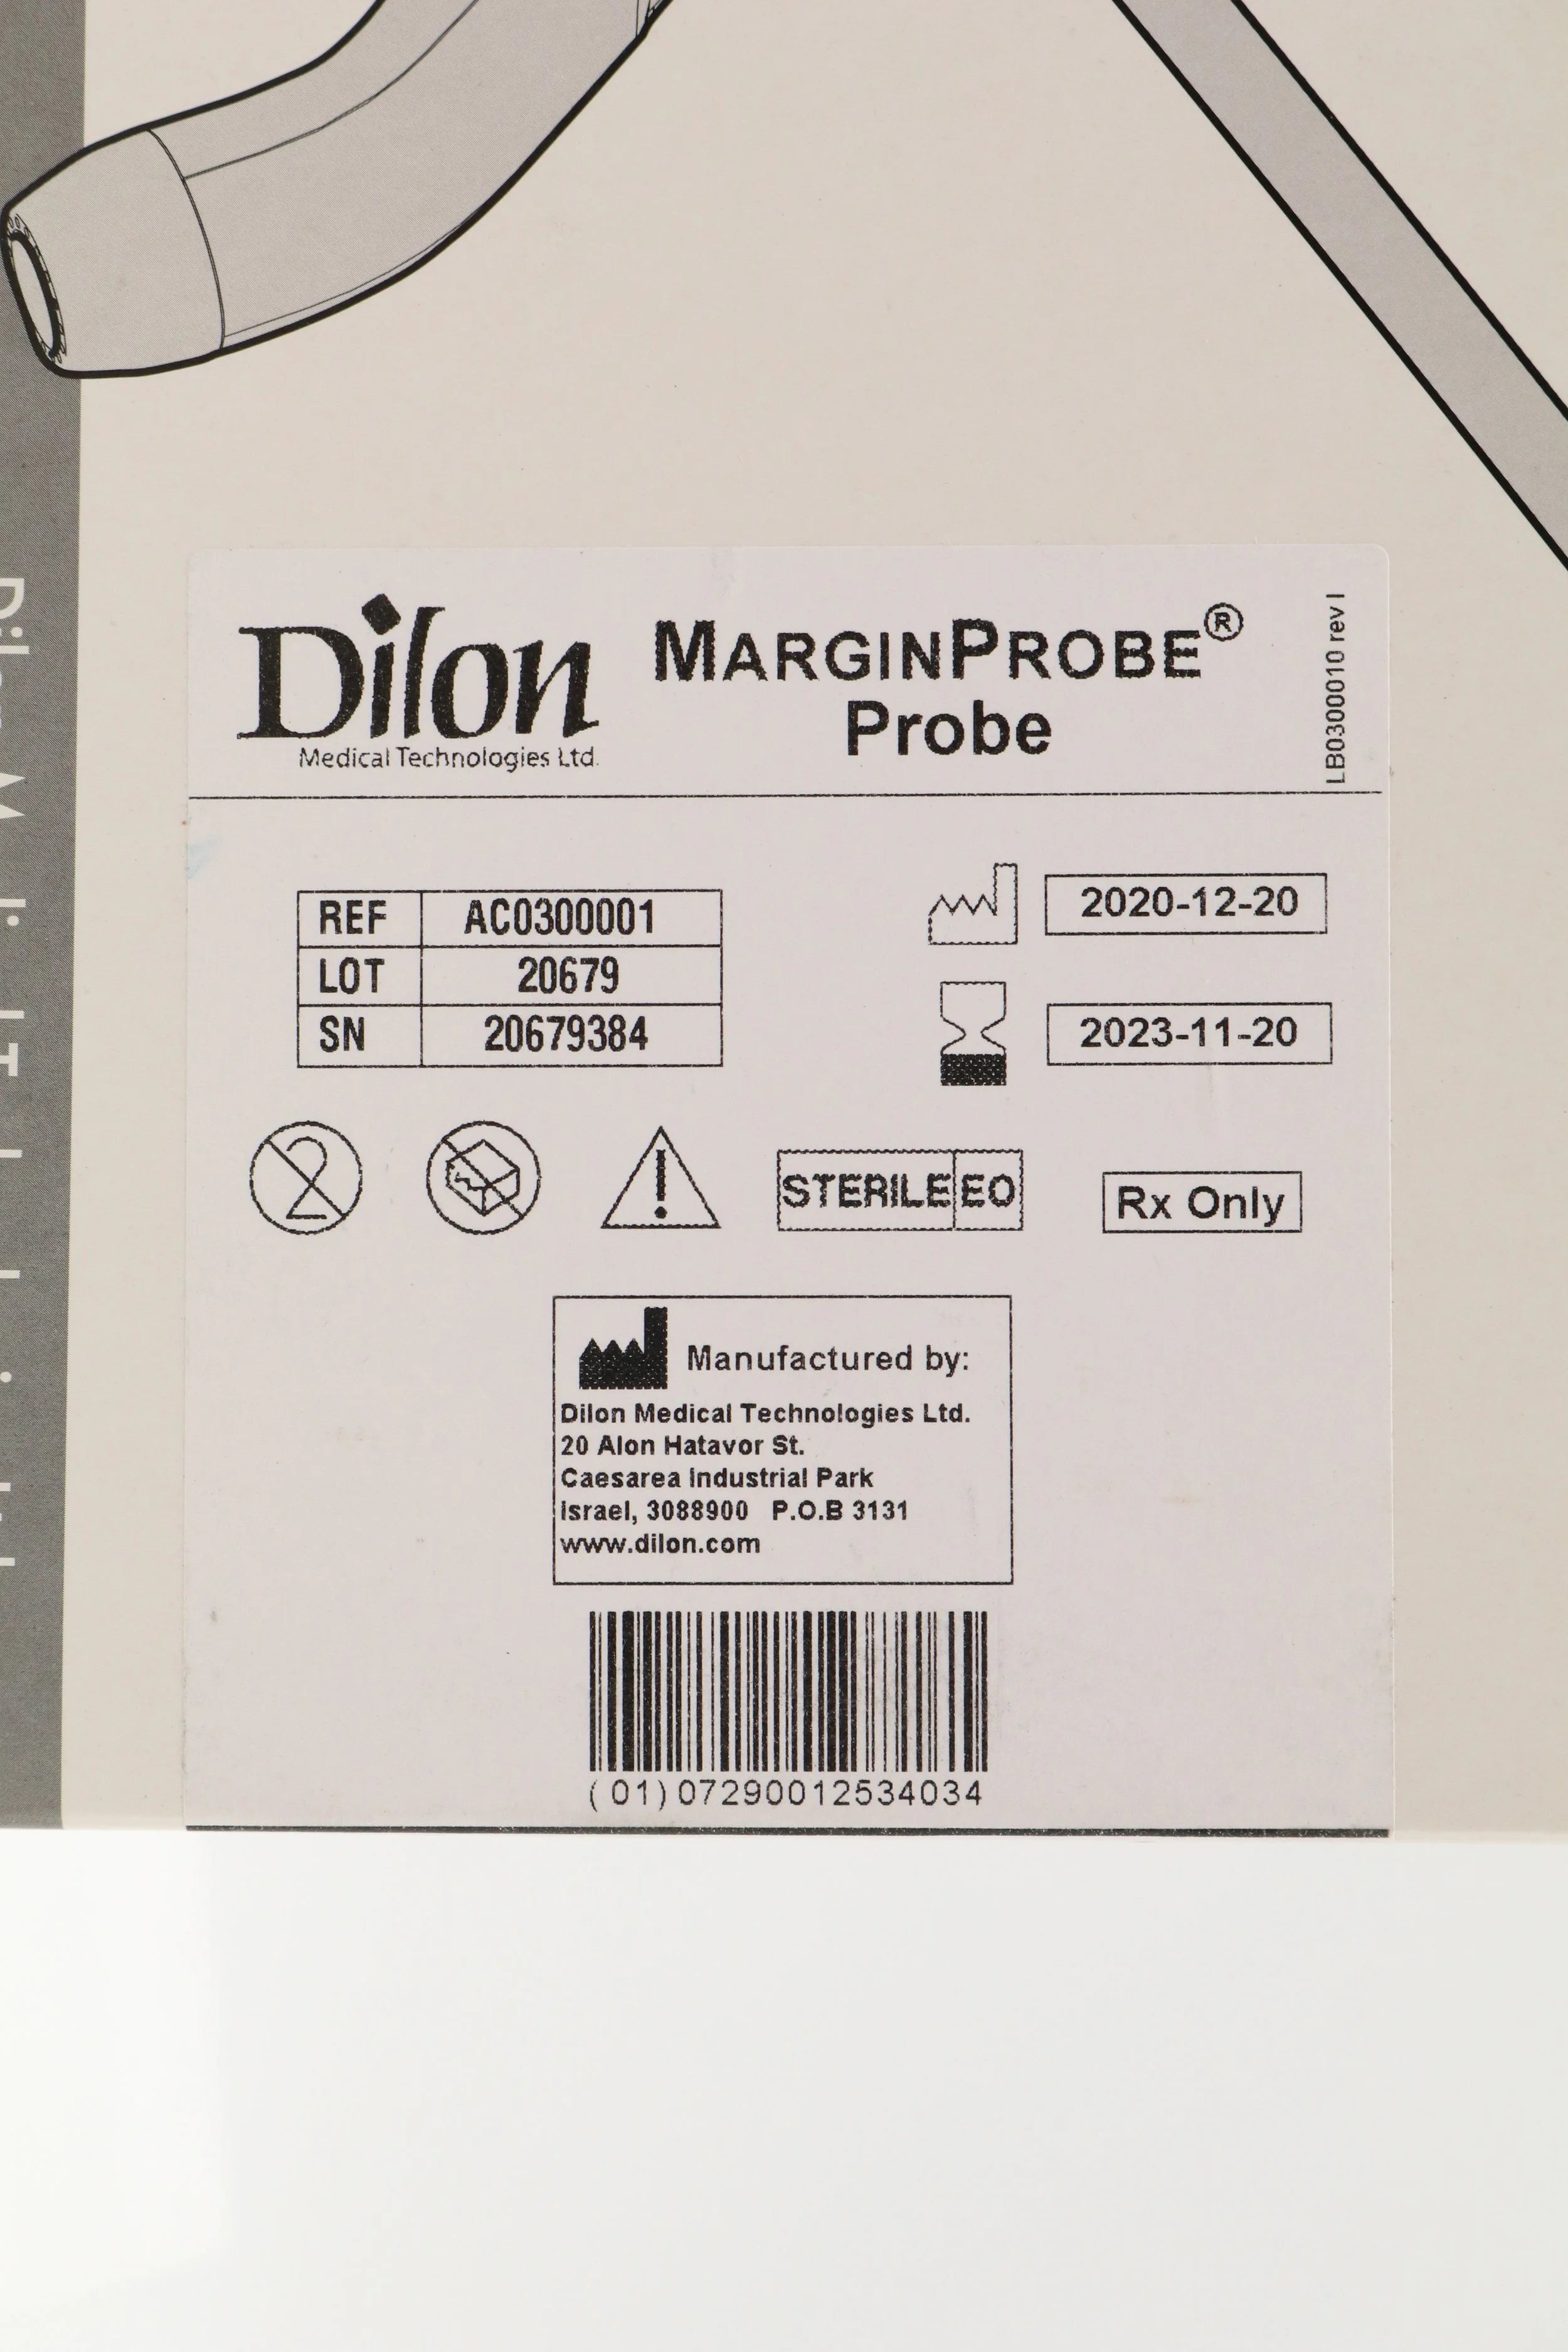 Dilon
Medical Technologies Ltd.
MARGINPROBE®
Probe
LB0300010 rev I
REF AC0300001
LOT 20679
SN 20679384
2020-12-20
2023-11-20
2
STERILE EO
Rx Only
Manufactured by:
Dilon Medical Technologies Ltd.
20 Alon Hatavor St.
Caesarea Industrial Park
Israel, 3088900 P.O.B 3131
www.dilon.com
(01)07290012534034